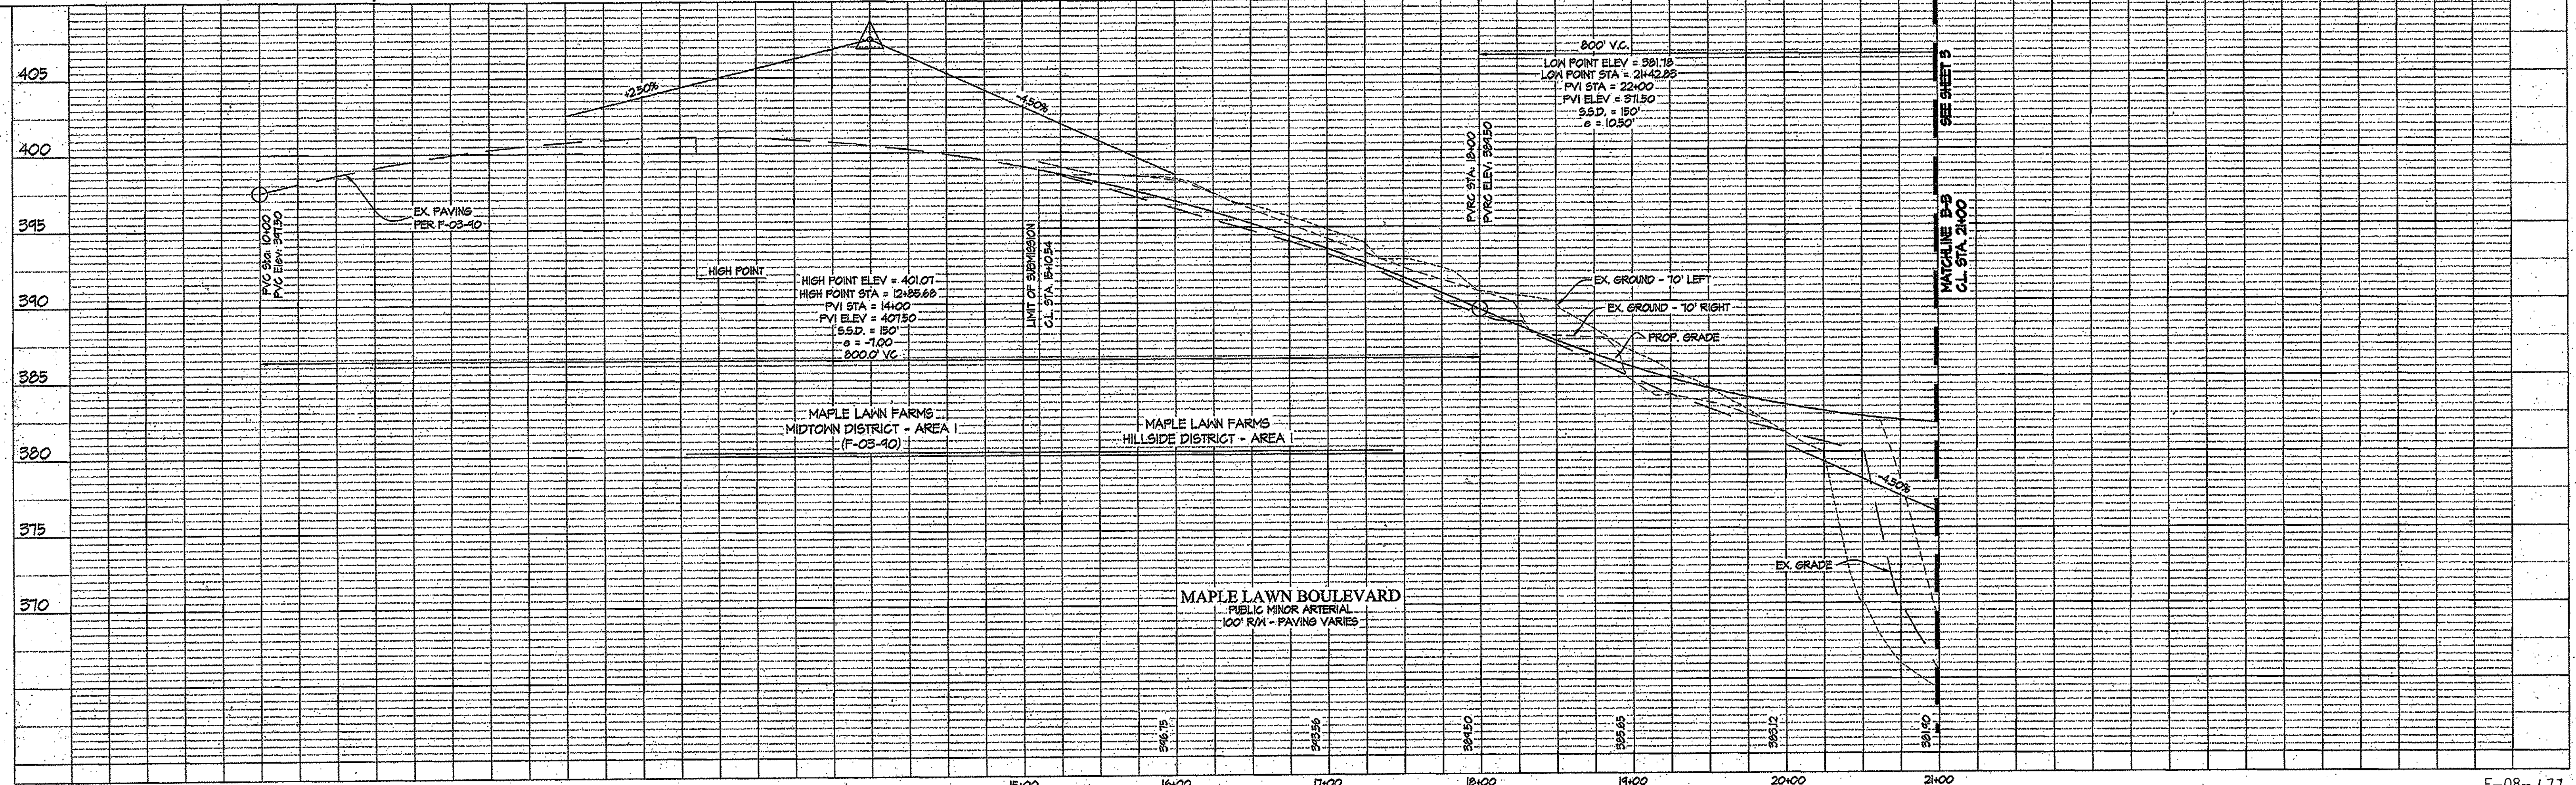 405
400
395
390
385
380
375
370
+2.50%
-4.50%
EX. PAVING
PER F-03-90
PVC Sta: 10+00
PVC Elev: 397.50
HIGH POINT
HIGH POINT ELEV = 401.07
HIGH POINT STA = 12+85.68
PVI STA = 14+00
PVI ELEV = 407.50
S.S.D. = 150'
e = -7.00
800.0' VC
LIMIT OF SUBMISSION
C.L. STA. 15+10.54
MAPLE LAWN FARMS
MIDTOWN DISTRICT - AREA 1
(F-03-90)
MAPLE LAWN FARMS
HILLSIDE DISTRICT - AREA 1
800' V.C.
LOW POINT ELEV = 381.78
LOW POINT STA = 21+42.85
PVI STA = 22+00
PVI ELEV = 371.50
S.S.D. = 150'
e = 10.50'
PVRC STA: 18+00
PVRC ELEV: 389.50
EX. GROUND - 70' LEFT
EX. GROUND - 70' RIGHT
PROP. GRADE
-4.50%
EX. GRADE
SEE SHEET 5
MATCHLINE B-B
C.L. STA. 21+00
MAPLE LAWN BOULEVARD
PUBLIC MINOR ARTERIAL
100' R/W - PAVING VARIES
396.75
393.56
389.50
385.65
383.12
381.90
15+00
16+00
17+00
18+00
19+00
20+00
21+00